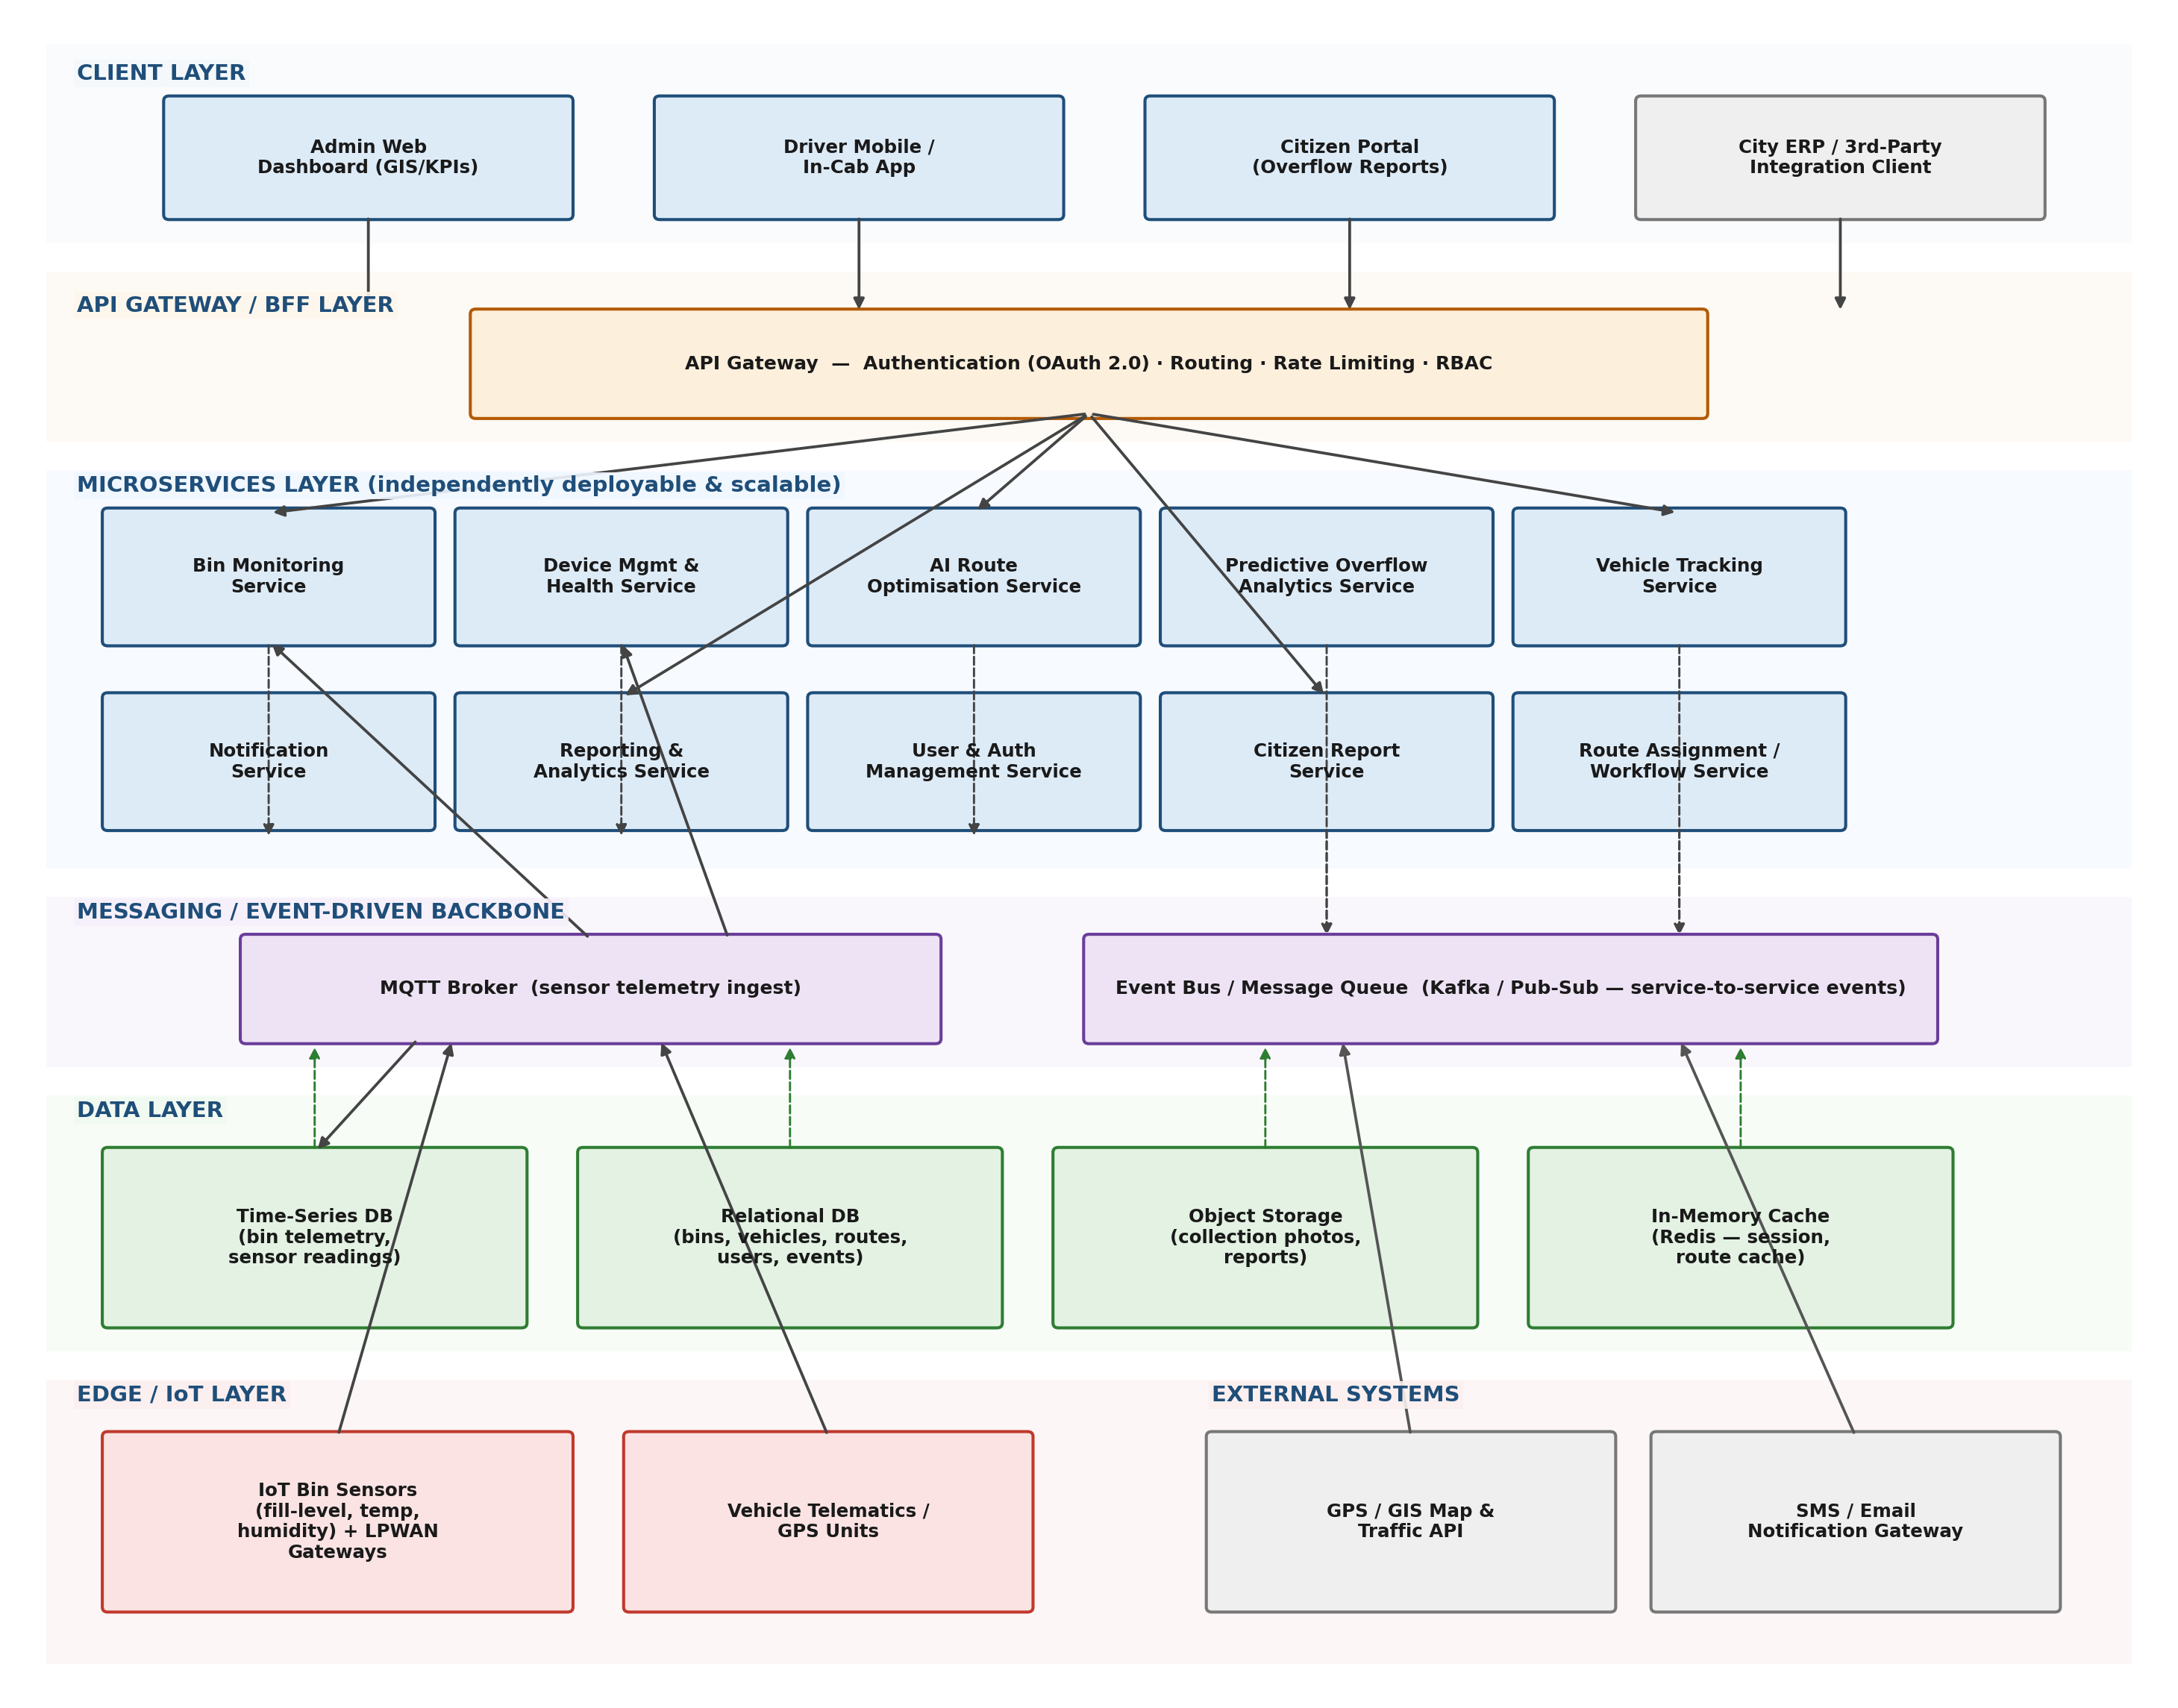 CLIENT LAYER
Admin Web
Dashboard (GIS/KPIs)
Driver Mobile /
In-Cab App
Citizen Portal
(Overflow Reports)
City ERP / 3rd-Party
Integration Client
API GATEWAY / BFF LAYER
API Gateway — Authentication (OAuth 2.0) · Routing · Rate Limiting · RBAC
MICROSERVICES LAYER (independently deployable & scalable)
Bin Monitoring
Service
Device Mgmt &
Health Service
AI Route
Optimisation Service
Predictive Overflow
Analytics Service
Vehicle Tracking
Service
Notification
Service
Reporting &
Analytics Service
User & Auth
Management Service
Citizen Report
Service
Route Assignment /
Workflow Service
MESSAGING / EVENT-DRIVEN BACKBONE
MQTT Broker (sensor telemetry ingest)
Event Bus / Message Queue (Kafka / Pub-Sub — service-to-service events)
DATA LAYER
Time-Series DB
(bin telemetry,
sensor readings)
Relational DB
(bins, vehicles, routes,
users, events)
Object Storage
(collection photos,
reports)
In-Memory Cache
(Redis — session,
route cache)
EDGE / IoT LAYER
IoT Bin Sensors
(fill-level, temp,
humidity) + LPWAN
Gateways
Vehicle Telematics /
GPS Units
EXTERNAL SYSTEMS
GPS / GIS Map &
Traffic API
SMS / Email
Notification Gateway